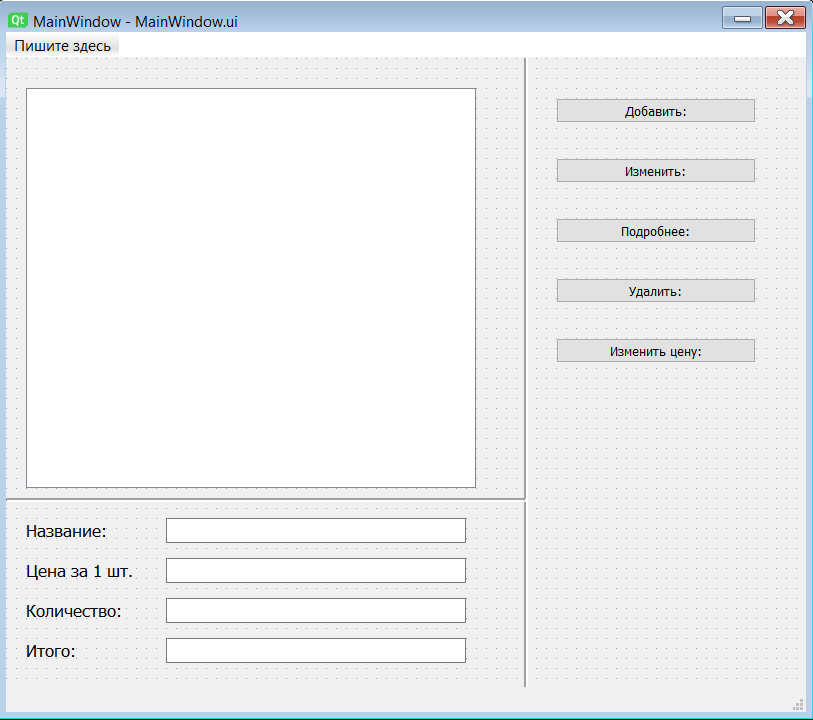 Qt MainWindow - MainWindow.ui
Пишите здесь
Добавить:
Изменить:
Подробнее:
Удалить:
Изменить цену:
Название:
Цена за 1 шт.
Количество:
Итого: